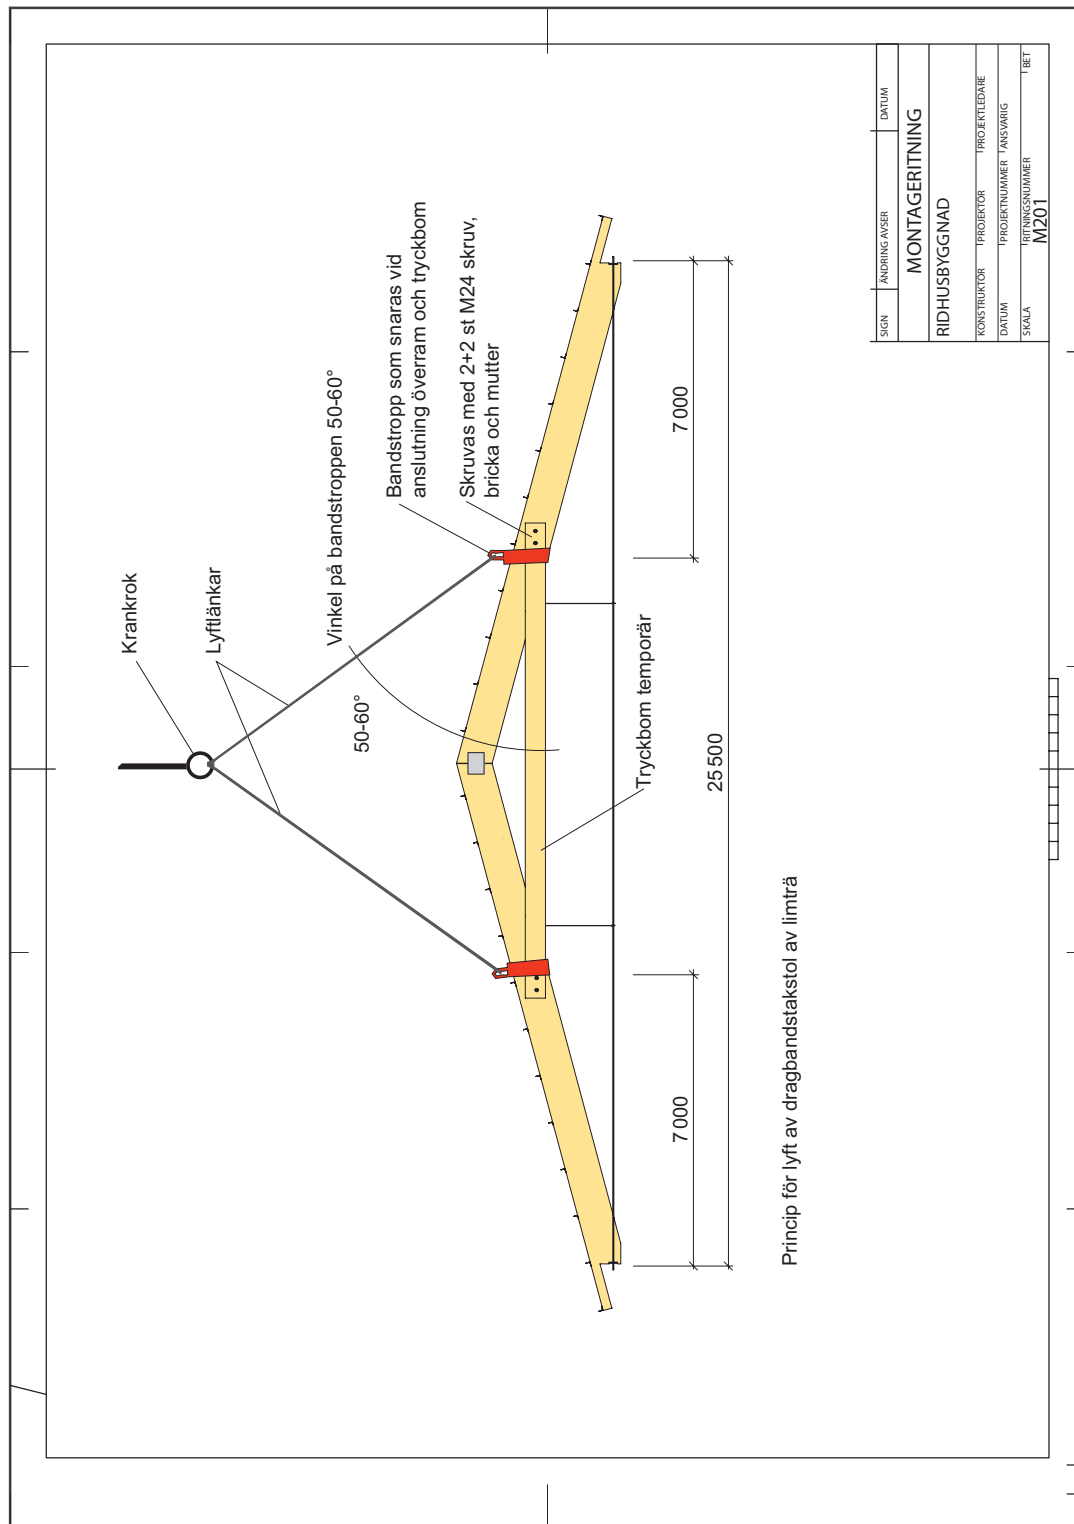 Krankrok
Lyftlänkar
Vinkel på bandstroppen 50-60°
50-60°
Bandstropp som snaras vid
anslutning överram och tryckbom
Skruvas med 2+2 st M24 skruv,
bricka och mutter
Tryckbom temporär
7 000
7 000
25 500
Princip för lyft av dragbandstakstol av limträ
SIGN ÄNDRING AVSER DATUM
MONTAGERITNING
RIDHUSBYGGNAD
KONSTRUKTÖR PROJEKTÖR PROJEKTLEDARE
DATUM PROJEKTNUMMER ANSVARIG
SKALA RITNINGSNUMMER BET
M201